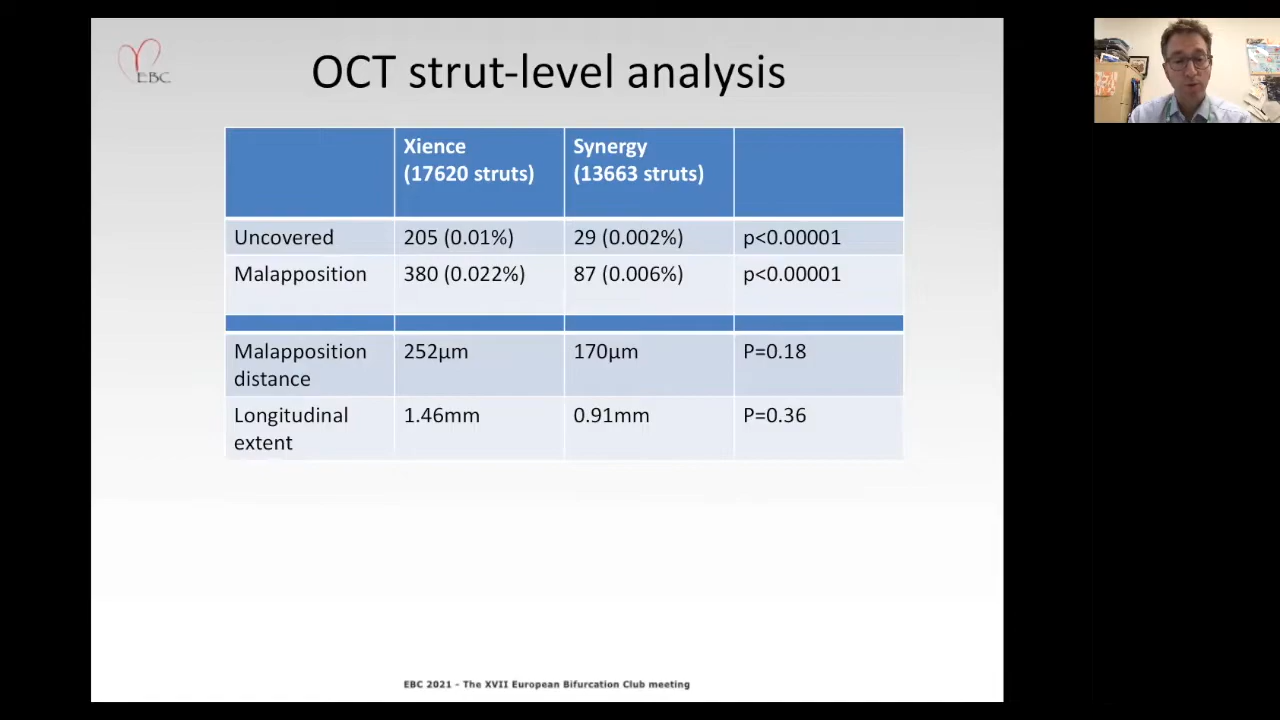 EBC
OCT strut-level analysis
Xience
(17620 struts)
Synergy
(13663 struts)
Uncovered
205 (0.01%)
29 (0.002%)
p<0.00001
Malapposition
380 (0.022%)
87 (0.006%)
p<0.00001
Malapposition
distance
252µm
170µm
P=0.18
Longitudinal
extent
1.46mm
0.91mm
P=0.36
EBC 2021 - The XVII European Bifurcation Club meeting